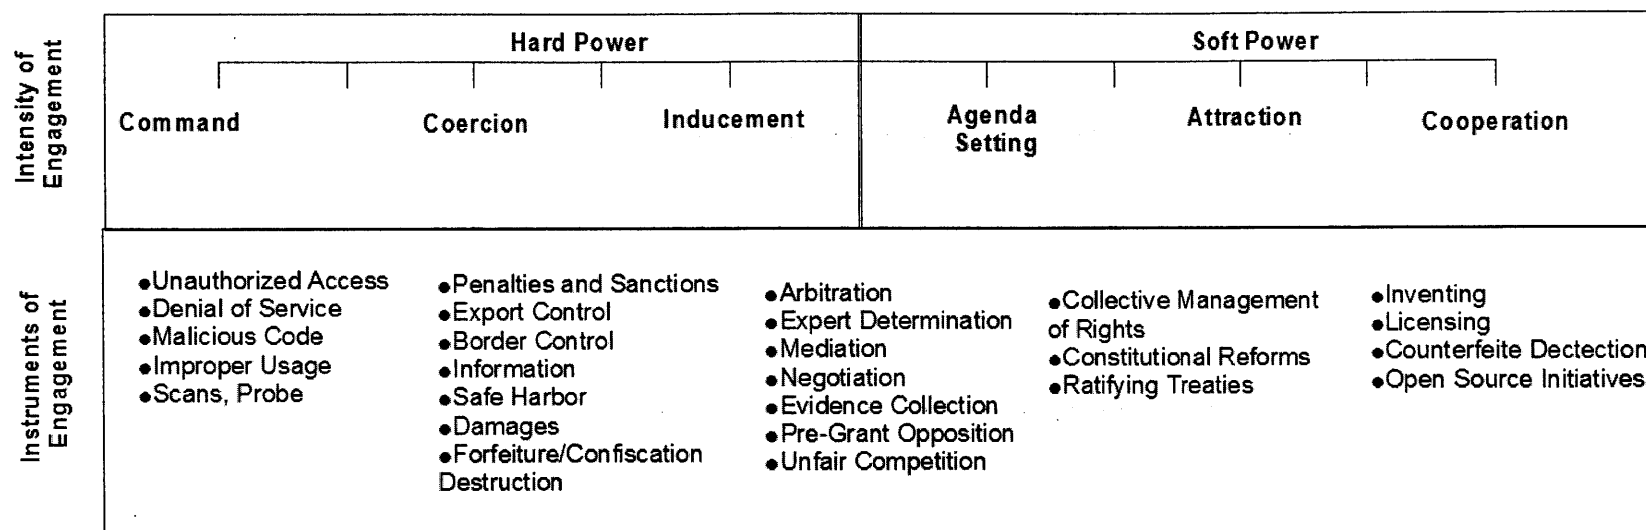 Intensity of
Engagement
Hard Power
Soft Power
Command
Coercion
Inducement
Agenda
Setting
Attraction
Cooperation
Instruments of
Engagement
●Unauthorized Access
●Denial of Service
●Malicious Code
●Improper Usage
●Scans, Probe
●Penalties and Sanctions
●Export Control
●Border Control
●Information
●Safe Harbor
●Damages
●Forfeiture/Confiscation
Destruction
●Arbitration
●Expert Determination
●Mediation
●Negotiation
●Evidence Collection
●Pre-Grant Opposition
●Unfair Competition
●Collective Management
of Rights
●Constitutional Reforms
●Ratifying Treaties
●Inventing
●Licensing
●Counterfeite Dectection
●Open Source Initiatives